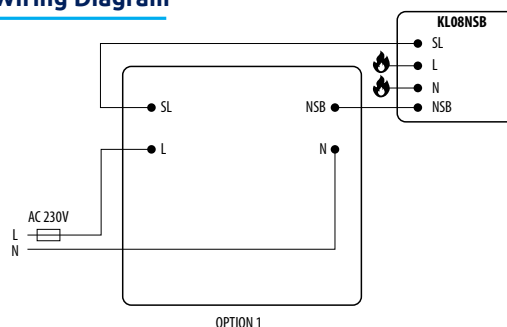 Wiring Diagram
KL08NSB
SL
L
N
NSB
SL
NSB
L
N
AC 230V
L
N
OPTION 1